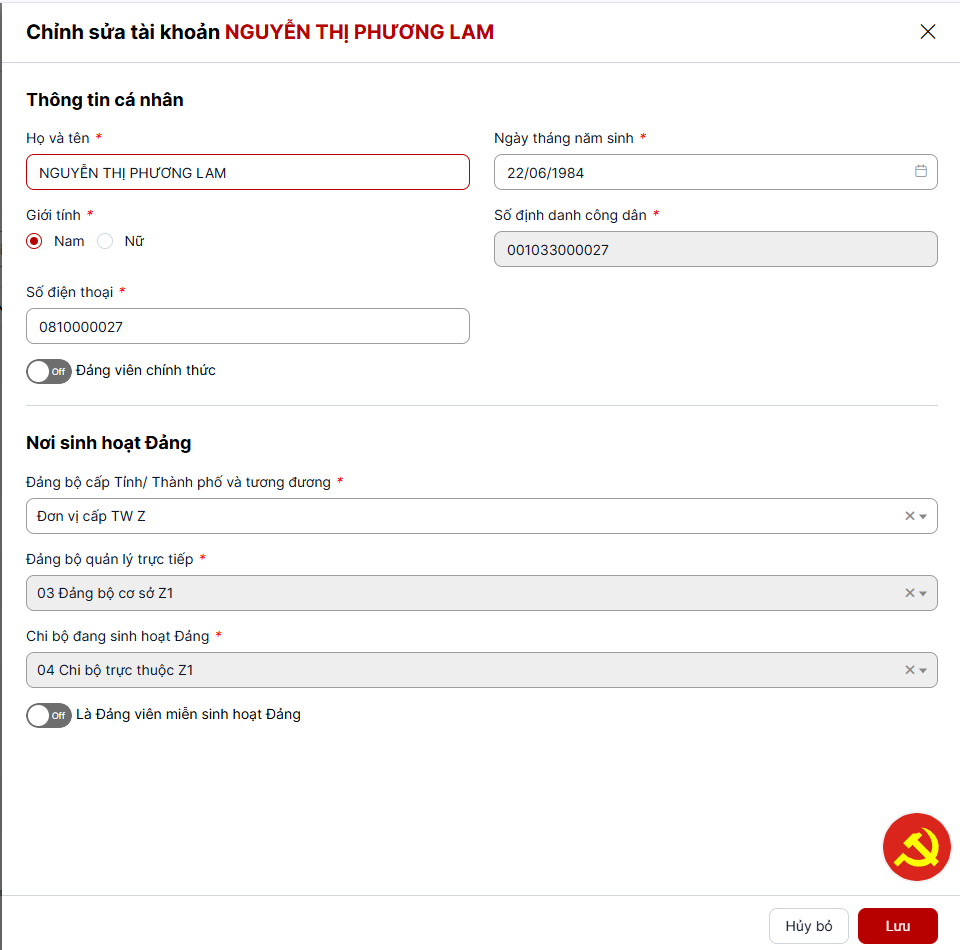 Chỉnh sửa tài khoản NGUYỄN THỊ PHƯƠNG LAM
Thông tin cá nhân
Họ và tên *
Ngày tháng năm sinh *
NGUYỄN THỊ PHƯƠNG LAM
22/06/1984
Giới tính *
Số định danh công dân *
Nam Nữ
001033000027
Số điện thoại *
0810000027
Off Đảng viên chính thức
Nơi sinh hoạt Đảng
Đảng bộ cấp Tỉnh/ Thành phố và tương đương *
Đơn vị cấp TW Z
Đảng bộ quản lý trực tiếp *
03 Đảng bộ cơ sở Z1
Chi bộ đang sinh hoạt Đảng *
04 Chi bộ trực thuộc Z1
Off Là Đảng viên miễn sinh hoạt Đảng
Hủy bỏ
Lưu